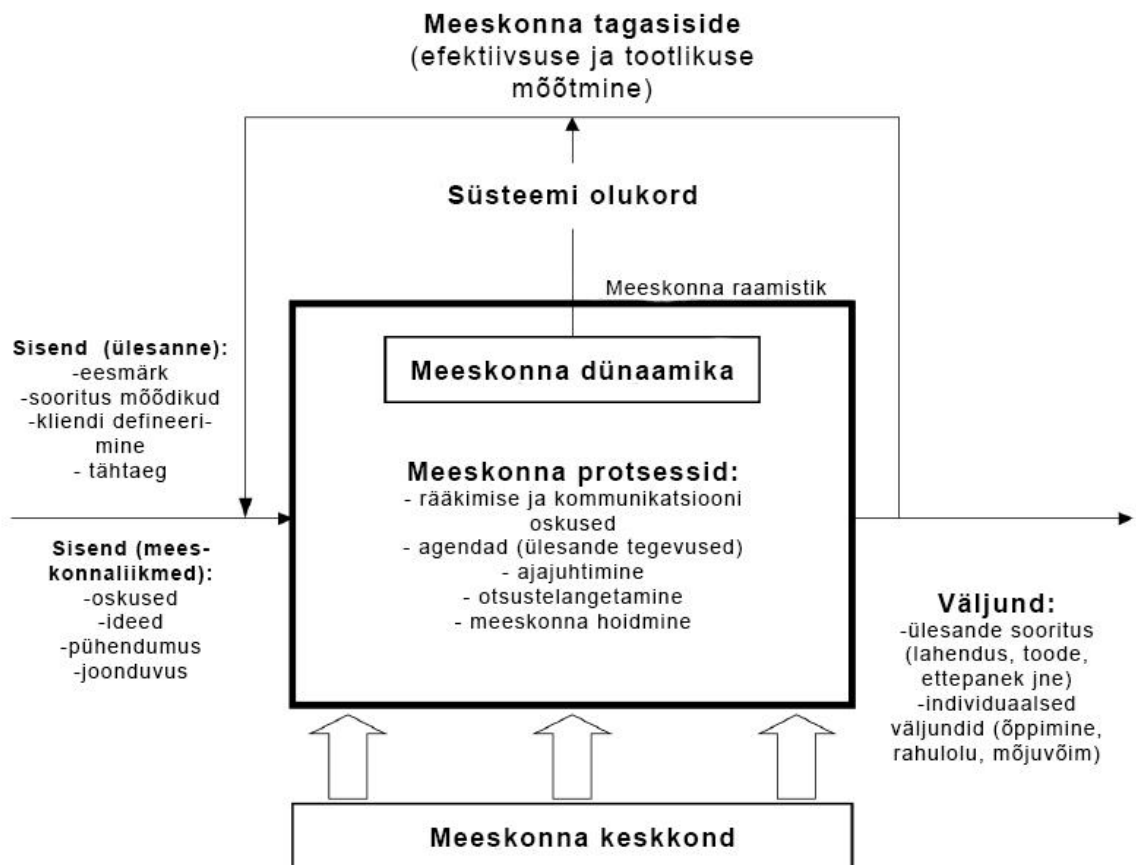 Meeskonna tagasiside
(efektiivsuse ja tootlikuse
mõõtmine)
Süsteemi olukord
Meeskonna raamistik
Sisend (ülesanne):
-eesmärk
-sooritus mõõdikud
-kliendi defineeri-
mine
- tähtaeg
Meeskonna dünaamika
Meeskonna protsessid:
- rääkimise ja kommunikatsiooni
oskused
- agendad (ülesande tegevused)
- ajajuhtimine
- otsustelangetamine
- meeskonna hoidmine
Sisend (mees-
konnaliikmed):
-oskused
-ideed
-pühendumus
-joonduvus
Väljund:
-ülesande sooritus
(lahendus, toode,
ettepanek jne)
-individuaalsed
väljundid (õppimine,
rahulolu, mõjuvõim)
Meeskonna keskkond